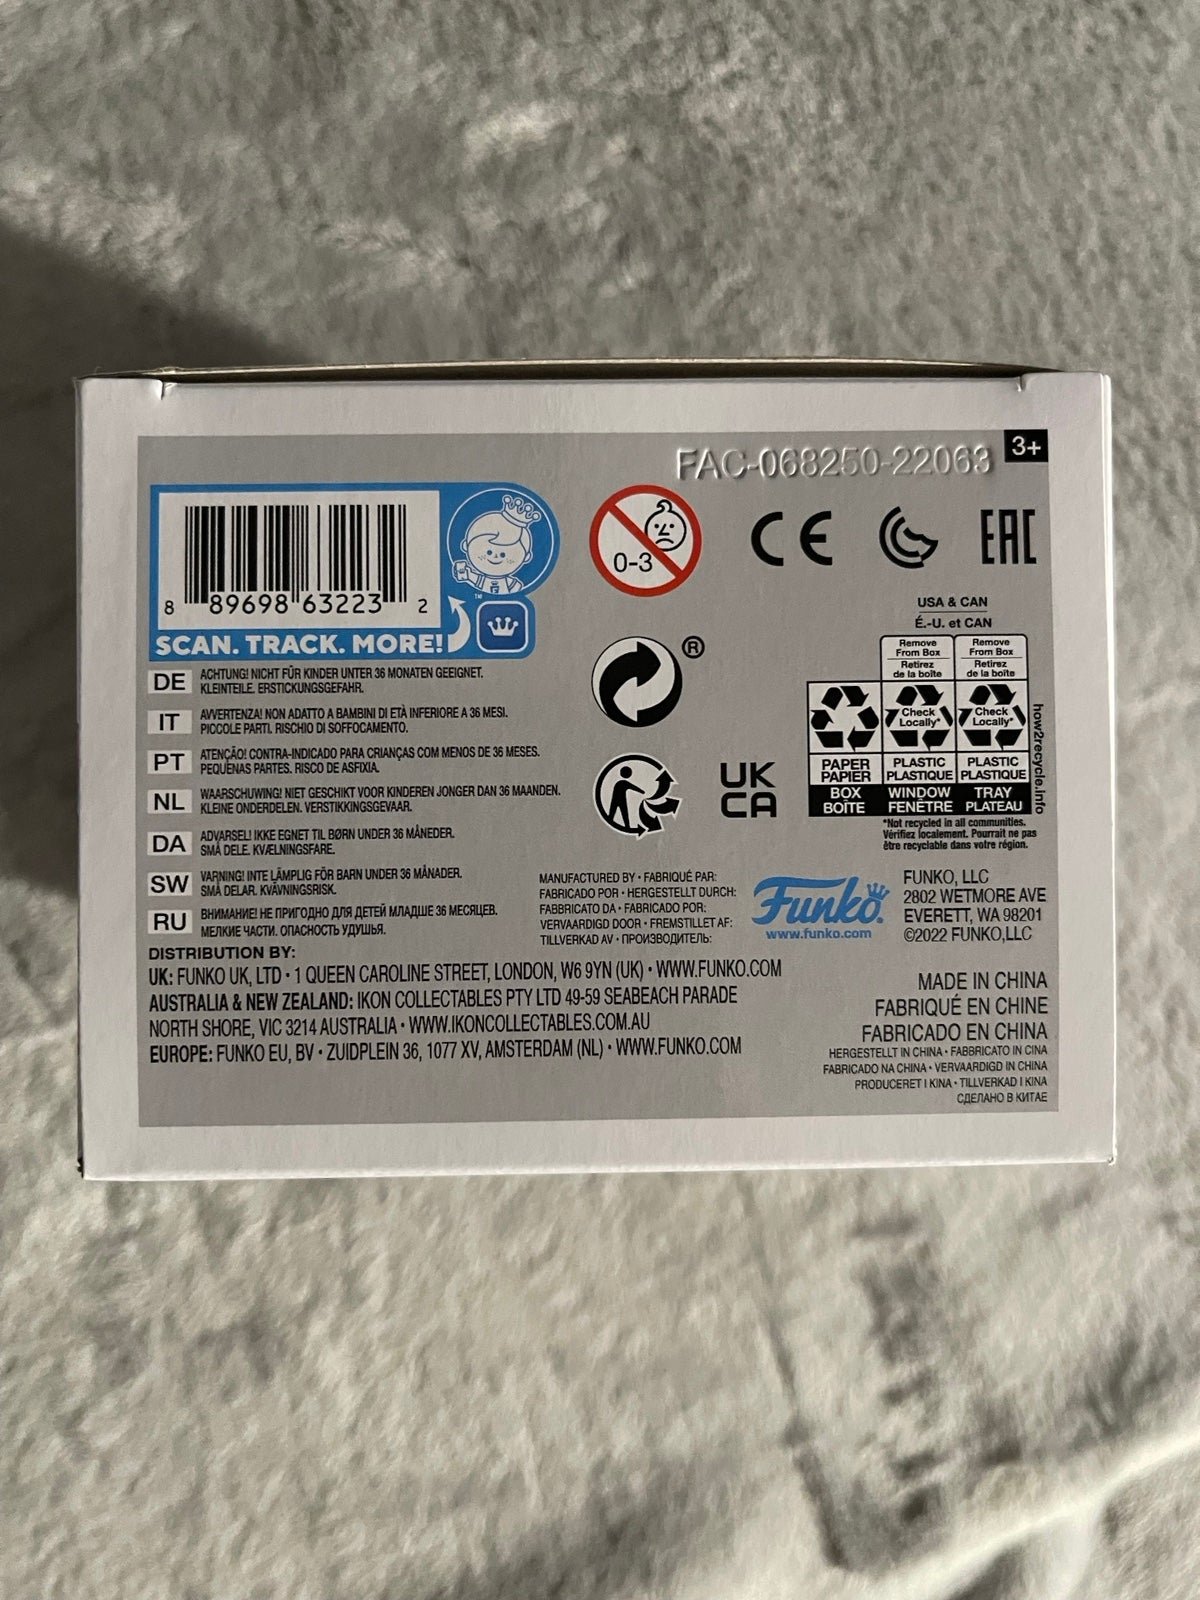 FAC-068250-22063
3+
8 89698 63223 2
SCAN. TRACK. MORE!
™
DE
ACHTUNG! NICHT FÜR KINDER UNTER 36 MONATEN GEEIGNET.
KLEINTEILE. ERSTICKUNGSGEFAHR.
IT
AVVERTENZA! NON ADATTO A BAMBINI DI ETÀ INFERIORE A 36 MESI.
PICCOLE PARTI. RISCHIO DI SOFFOCAMENTO.
PT
ATENÇÃO! CONTRA-INDICADO PARA CRIANÇAS COM MENOS DE 36 MESES.
PEQUENAS PARTES. RISCO DE ASFIXIA.
NL
WAARSCHUWING! NIET GESCHIKT VOOR KINDEREN JONGER DAN 36 MAANDEN.
KLEINE ONDERDELEN. VERSTIKKINGSGEVAAR.
DA
ADVARSEL! IKKE EGNET TIL BØRN UNDER 36 MÅNEDER.
SMÅ DELE. KVÆLNINGSFARE.
SW
VARNING! INTE LÄMPLIG FÖR BARN UNDER 36 MÅNADER.
SMÅ DELAR. KVÄVNINGSRISK.
RU
ВНИМАНИЕ! НЕ ПРИГОДНО ДЛЯ ДЕТЕЙ МЛАДШЕ 36 МЕСЯЦЕВ.
МЕЛКИЕ ЧАСТИ. ОПАСНОСТЬ УДУШЬЯ.
0-3
CE
EAC
®
UK
CA
USA & CAN
É.-U. et CAN
Remove
From Box
Retirez
de la boîte
Remove
From Box
Retirez
de la boîte
Check
Locally*
Check
Locally*
PAPER
PAPIER
PLASTIC
PLASTIQUE
PLASTIC
PLASTIQUE
BOX
BOÎTE
WINDOW
FENÊTRE
TRAY
PLATEAU
how2recycle.info
*Not recycled in all communities.
Vérifiez localement. Pourrait ne pas
être recyclable dans votre région.
MANUFACTURED BY • FABRIQUÉ PAR:
FABRICADO POR • HERGESTELLT DURCH:
FABBRICATO DA • FABRICADO POR:
VERVAARDIGD DOOR • FREMSTILLET AF:
TILLVERKAD AV • ПРОИЗВОДИТЕЛЬ:
Funko
www.funko.com
FUNKO, LLC
2802 WETMORE AVE
EVERETT, WA 98201
©2022 FUNKO,LLC
DISTRIBUTION BY:
UK: FUNKO UK, LTD • 1 QUEEN CAROLINE STREET, LONDON, W6 9YN (UK) • WWW.FUNKO.COM
AUSTRALIA & NEW ZEALAND: IKON COLLECTABLES PTY LTD 49-59 SEABEACH PARADE
NORTH SHORE, VIC 3214 AUSTRALIA • WWW.IKONCOLLECTABLES.COM.AU
EUROPE: FUNKO EU, BV • ZUIDPLEIN 36, 1077 XV, AMSTERDAM (NL) • WWW.FUNKO.COM
MADE IN CHINA
FABRIQUÉ EN CHINE
FABRICADO EN CHINA
HERGESTELLT IN CHINA • FABBRICATO IN CINA
FABRICADO NA CHINA • VERVAARDIGD IN CHINA
PRODUCERET I KINA • TILLVERKAD I KINA
СДЕЛАНО В КИТАЕ